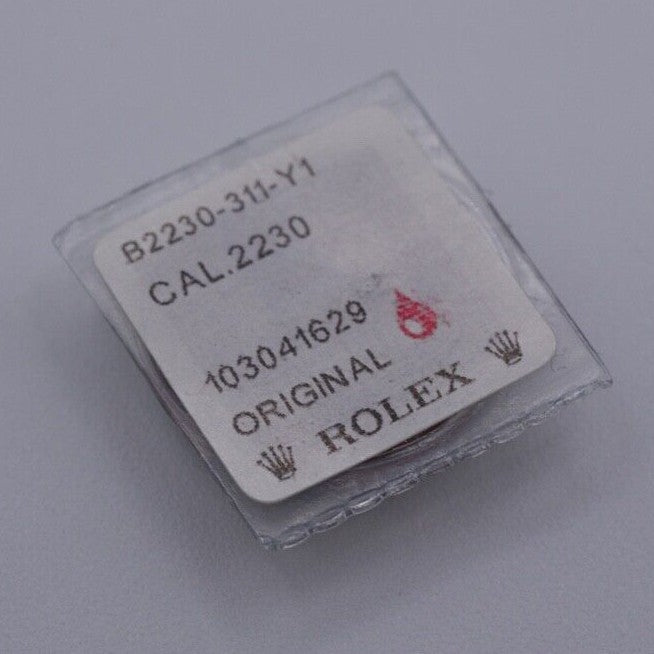 B2230-311-Y1
CAL.2230
103041629
ORIGINAL
ROLEX